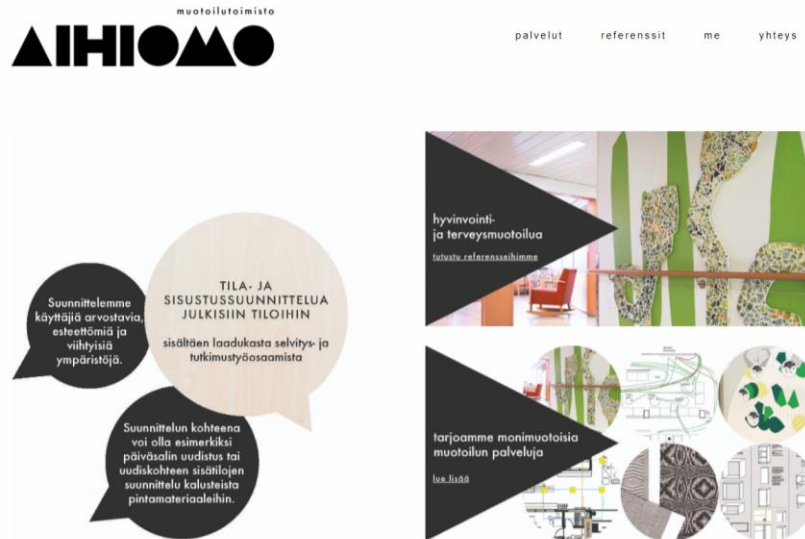 muotoilutoimisto
AIHIOMO
palvelut referenssit me yhteys
Suunnittelemme
käyttäjiä arvostavia,
esteettömiä ja
viihtyisiä
ympäristöjä.
TILA- JA
SISUSTUSSUUNNITTELUA
JULKISIIN TILOIHIN
sisältäen laadukasta selvitys- ja
tutkimustyöosaamista
Suunnittelun kohteena
voi olla esimerkiksi
päiväsalin uudistus tai
uudiskohteen sisätilojen
suunnittelu kalusteista
pintamateriaaleihin.
hyvinvointi-
ja terveysmuotoilua
tutustu referensseihimme
tarjoamme monimuotoisia
muotoilun palveluja
lue lisää